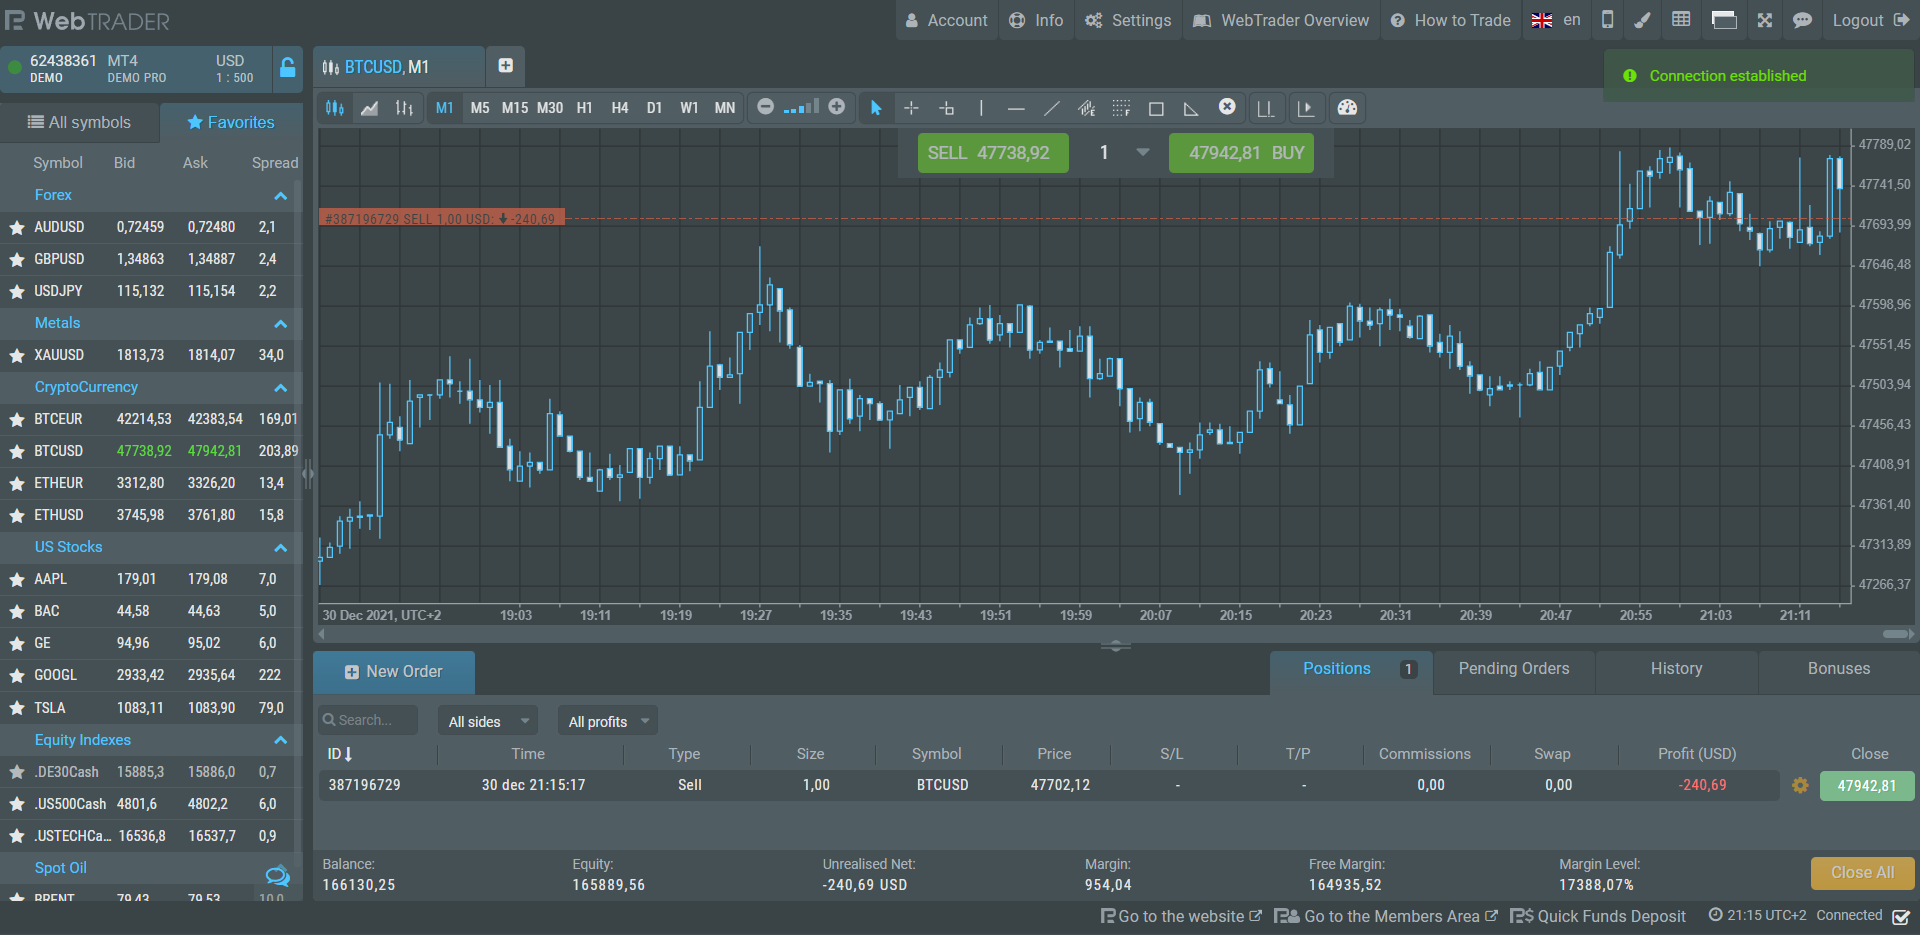 WebTRADER
Account
Info
Settings
WebTrader Overview
How to Trade
en
Logout
62438361 MT4 USD
DEMO DEMO PRO 1 : 500
BTCUSD, M1
Connection established
All symbols
Favorites
M1 M5 M15 M30 H1 H4 D1 W1 MN
Symbol Bid Ask Spread
Forex
AUDUSD 0,72459 0,72480 2,1
GBPUSD 1,34863 1,34887 2,4
USDJPY 115,132 115,154 2,2
Metals
XAUUSD 1813,73 1814,07 34,0
CryptoCurrency
BTCEUR 42214,53 42383,54 169,01
BTCUSD 47738,92 47942,81 203,89
ETHEUR 3312,80 3326,20 13,4
ETHUSD 3745,98 3761,80 15,8
US Stocks
AAPL 179,01 179,08 7,0
BAC 44,58 44,63 5,0
GE 94,96 95,02 6,0
GOOGL 2933,42 2935,64 222
TSLA 1083,11 1083,90 79,0
Equity Indexes
.DE30Cash 15885,3 15886,0 0,7
.US500Cash 4801,6 4802,2 6,0
.USTECHCa... 16536,8 16537,7 0,9
Spot Oil
BRENT 79,43 79,53 10,0
SELL 47738,92
1
47942,81 BUY
#387196729 SELL 1,00 USD: -240,69
47789,02
47741,50
47693,99
47646,48
47598,96
47551,45
47503,94
47456,43
47408,91
47361,40
47313,89
47266,37
30 Dec 2021, UTC+2 19:03 19:11 19:19 19:27 19:35 19:43 19:51 19:59 20:07 20:15 20:23 20:31 20:39 20:47 20:55 21:03 21:11
New Order
Positions 1
Pending Orders
History
Bonuses
Search...
All sides
All profits
ID Time Type Size Symbol Price S/L T/P Commissions Swap Profit (USD) Close
387196729 30 dec 21:15:17 Sell 1,00 BTCUSD 47702,12 - - 0,00 0,00 -240,69 47942,81
Balance: Equity: Unrealised Net: Margin: Free Margin: Margin Level:
166130,25 165889,56 -240,69 USD 954,04 164935,52 17388,07%
Close All
Go to the website
Go to the Members Area
Quick Funds Deposit
21:15 UTC+2 Connected